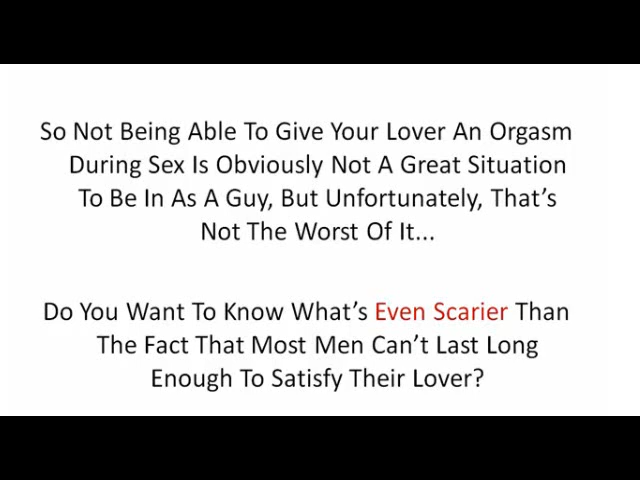 So Not Being Able To Give Your Lover An Orgasm
During Sex Is Obviously Not A Great Situation
To Be In As A Guy, But Unfortunately, That’s
Not The Worst Of It...
Do You Want To Know What’s Even Scarier Than
The Fact That Most Men Can’t Last Long
Enough To Satisfy Their Lover?